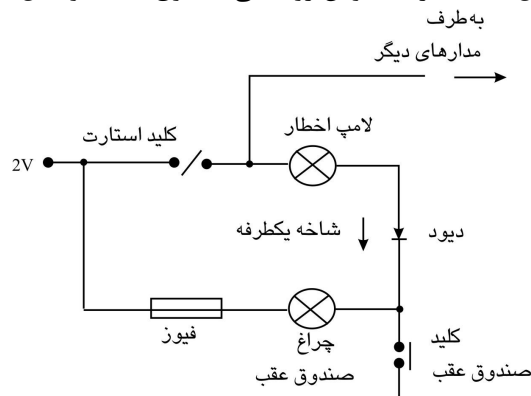 به‌طرف
مدارهای دیگر
کلید استارت
لامپ اخطار
2V
شاخه یکطرفه
دیود
فیوز
چراغ
صندوق عقب
کلید
صندوق عقب